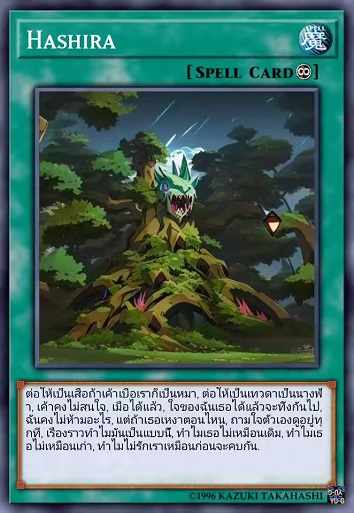 Hashira
魔
[Spell Card∞]
ต่อให้เป็นเสือถ้าเค้าเบื่อเราก็เป็นหมา, ต่อให้เป็นเทวดาเป็นนางฟ้
า, เค้าคงไม่สนใจ, เมื่อได้แล้ว, ใจของฉันเธอได้แล้วจะทิ้งกันไป,
ฉันคงไม่ห้ามอะไร, แต่ถ้าเธอเหงาตอนไหน, ถามใจตัวเองดูอยู่ท
ุกที, เรื่องราวทำไมมันเป็นแบบนี้, ทำไมเธอไม่เหมือนเดิม, ทำไมเธ
อไม่เหมือนเก่า, ทำไมไม่รักเราเหมือนก่อนจะคบกัน.
©1996 KAZUKI TAKAHASHI